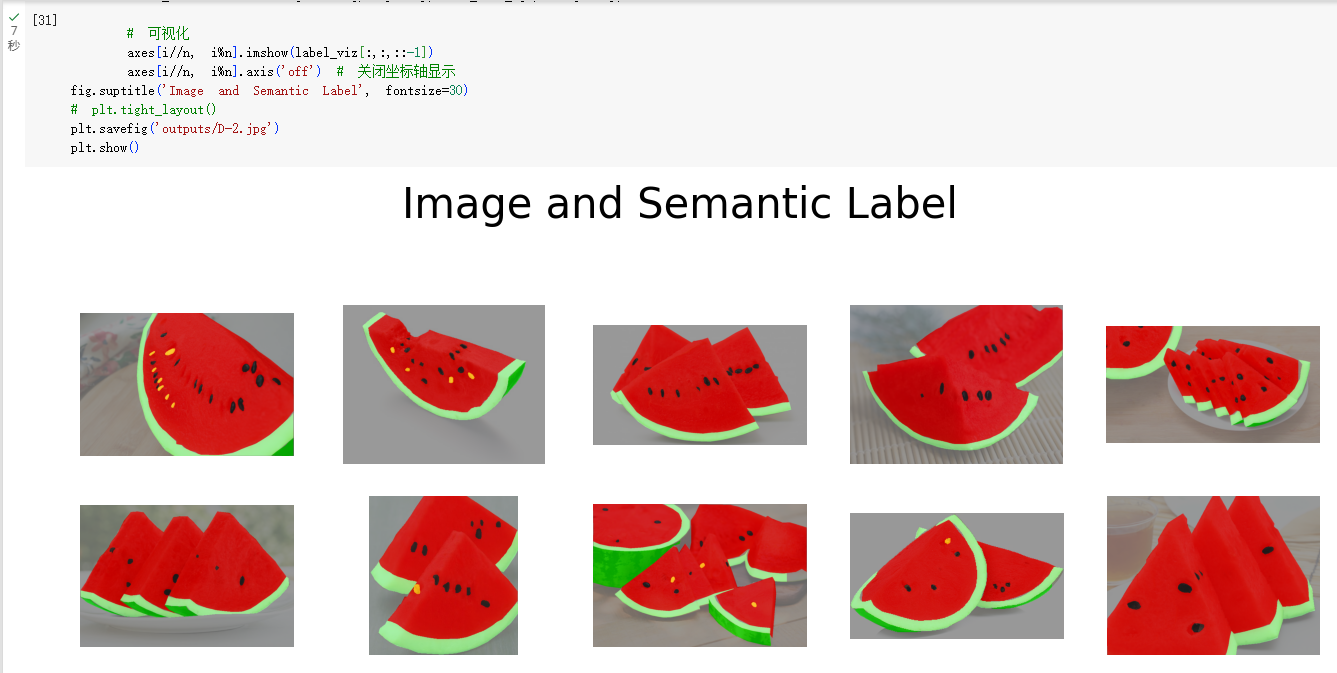 [31]
7
秒
# 可视化
axes[i//n, i%n].imshow(label_viz[:,:,::-1])
axes[i//n, i%n].axis('off') # 关闭坐标轴显示
fig.suptitle('Image and Semantic Label', fontsize=30)
# plt.tight_layout()
plt.savefig('outputs/D-2.jpg')
plt.show()
Image and Semantic Label